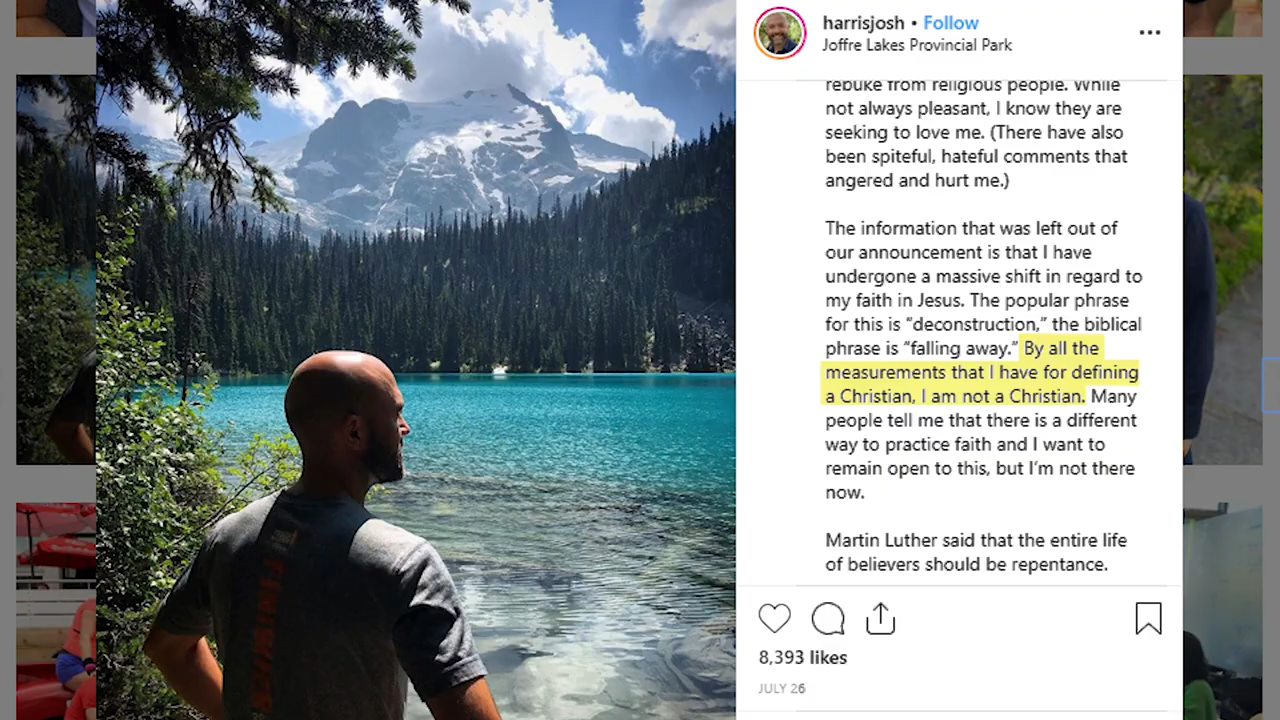 harrisjosh • Follow
Joffre Lakes Provincial Park
rebuke from religious people. While
not always pleasant, I know they are
seeking to love me. (There have also
been spiteful, hateful comments that
angered and hurt me.)
The information that was left out of
our announcement is that I have
undergone a massive shift in regard to
my faith in Jesus. The popular phrase
for this is “deconstruction,” the biblical
phrase is “falling away.” By all the
measurements that I have for defining
a Christian, I am not a Christian. Many
people tell me that there is a different
way to practice faith and I want to
remain open to this, but I’m not there
now.
Martin Luther said that the entire life
of believers should be repentance.
8,393 likes
JULY 26